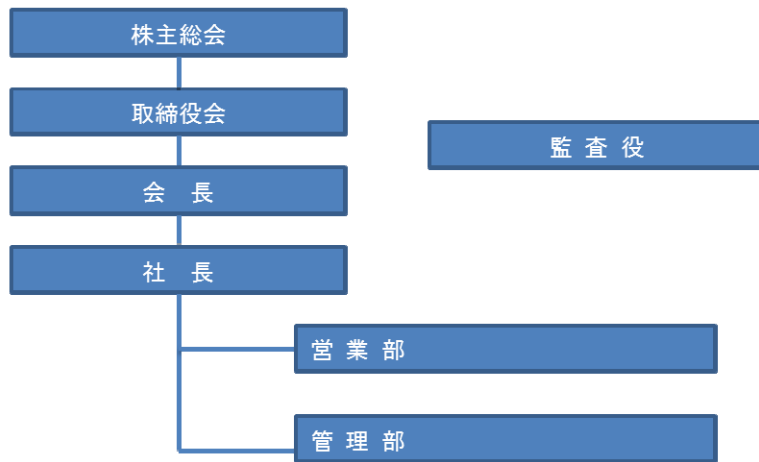 株主総会
取締役会
監 査 役
会　長
社　長
営 業 部
管 理 部